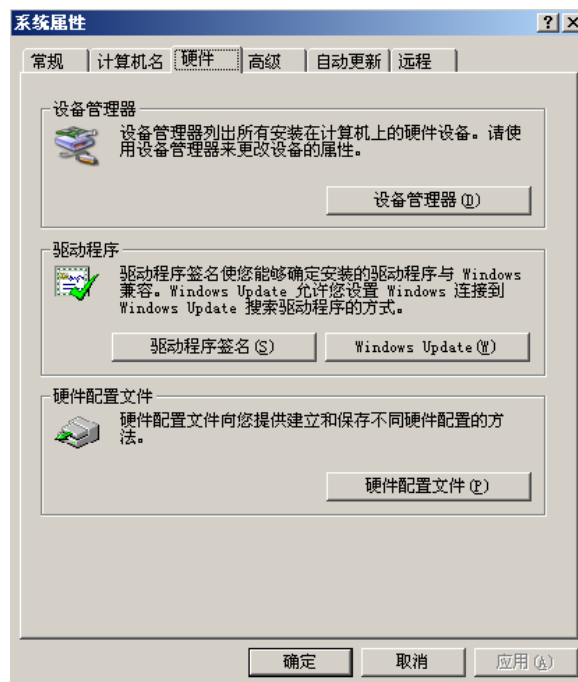 系统属性
常规 计算机名 硬件 高级 自动更新 远程
设备管理器
设备管理器列出所有安装在计算机上的硬件设备。请使
用设备管理器来更改设备的属性。
设备管理器(D)
驱动程序
驱动程序签名使您能够确定安装的驱动程序与 Windows
兼容。Windows Update 允许您设置 Windows 连接到
Windows Update 搜索驱动程序的方式。
驱动程序签名(S) Windows Update(W)
硬件配置文件
硬件配置文件向您提供建立和保存不同硬件配置的方
法。
硬件配置文件(P)
确定 取消 应用(A)